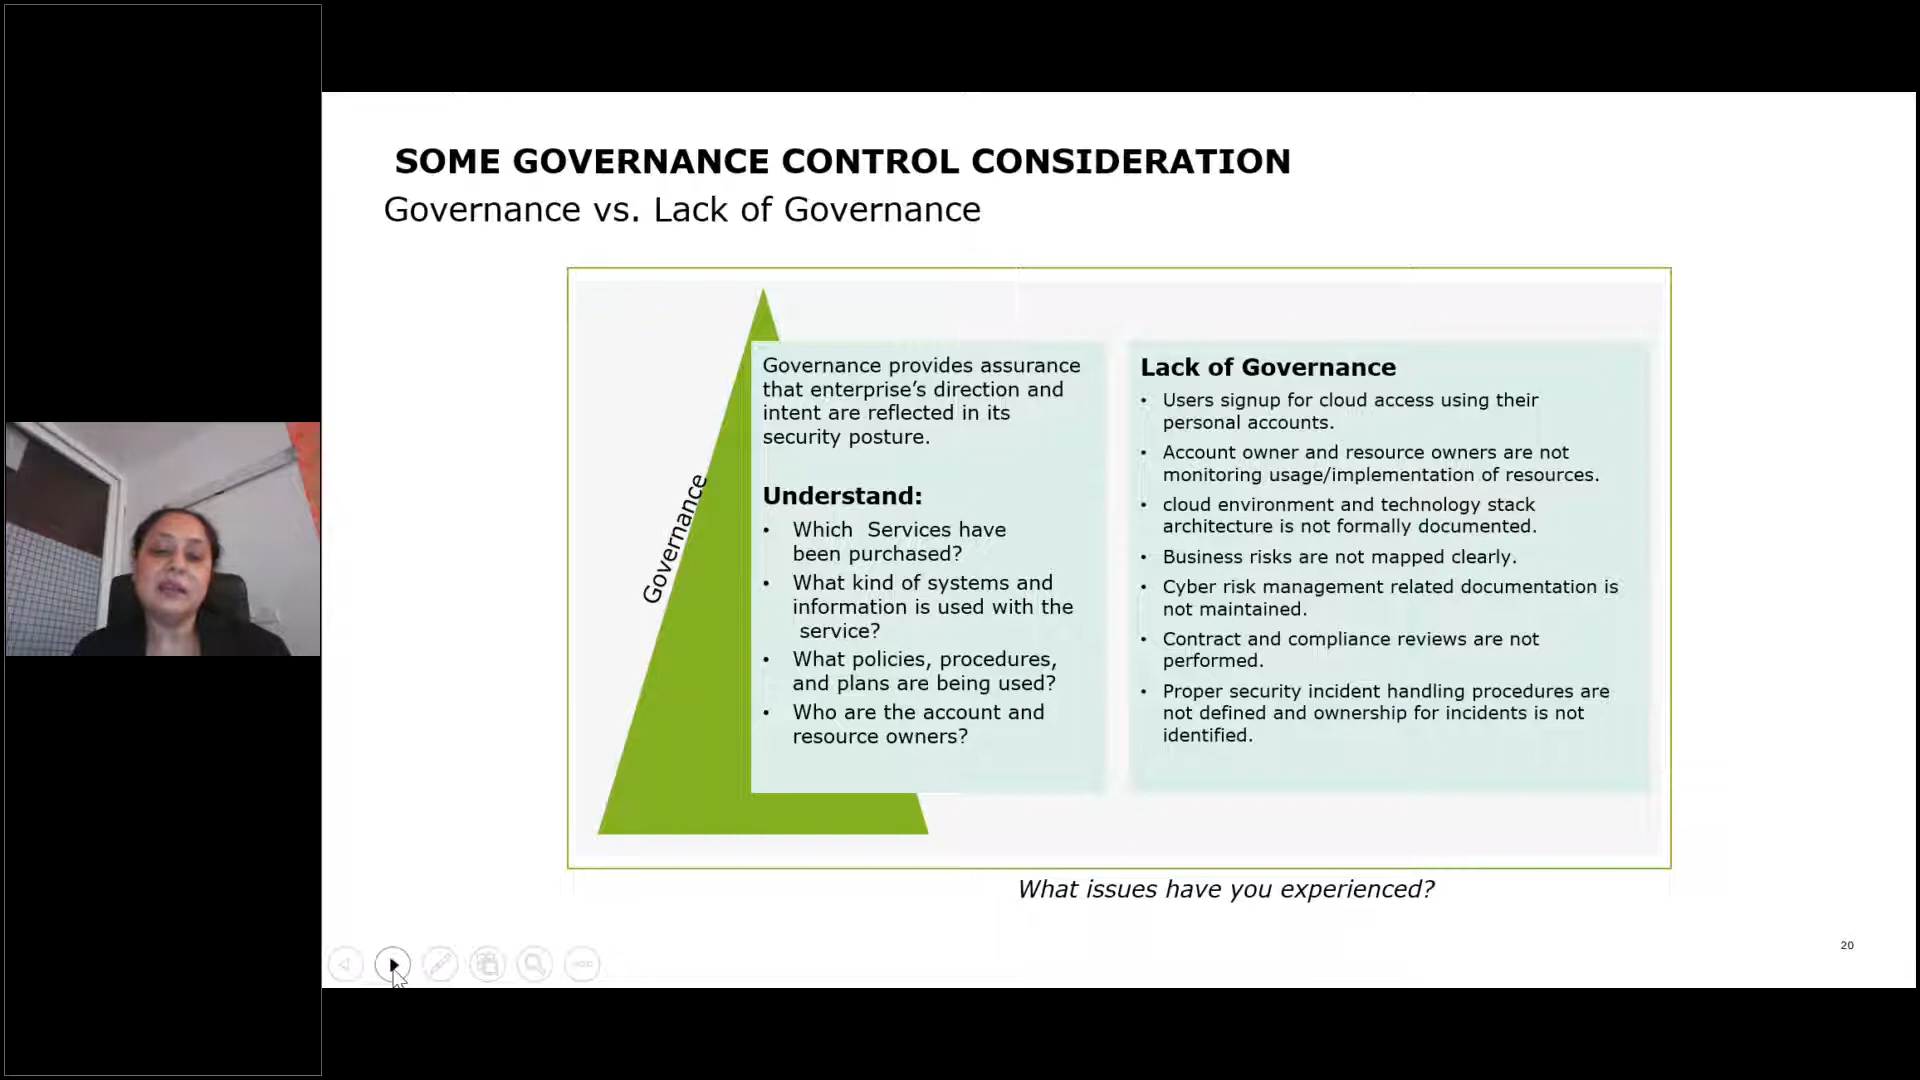 SOME GOVERNANCE CONTROL CONSIDERATION
Governance vs. Lack of Governance
Governance
Governance provides assurance
that enterprise’s direction and
intent are reflected in its
security posture.
Understand:
• Which  Services have
been purchased?
• What kind of systems and
information is used with the
service?
• What policies, procedures,
and plans are being used?
• Who are the account and
resource owners?
Lack of Governance
• Users signup for cloud access using their
personal accounts.
• Account owner and resource owners are not
monitoring usage/implementation of resources.
• cloud environment and technology stack
architecture is not formally documented.
• Business risks are not mapped clearly.
• Cyber risk management related documentation is
not maintained.
• Contract and compliance reviews are not
performed.
• Proper security incident handling procedures are
not defined and ownership for incidents is not
identified.
What issues have you experienced?
20